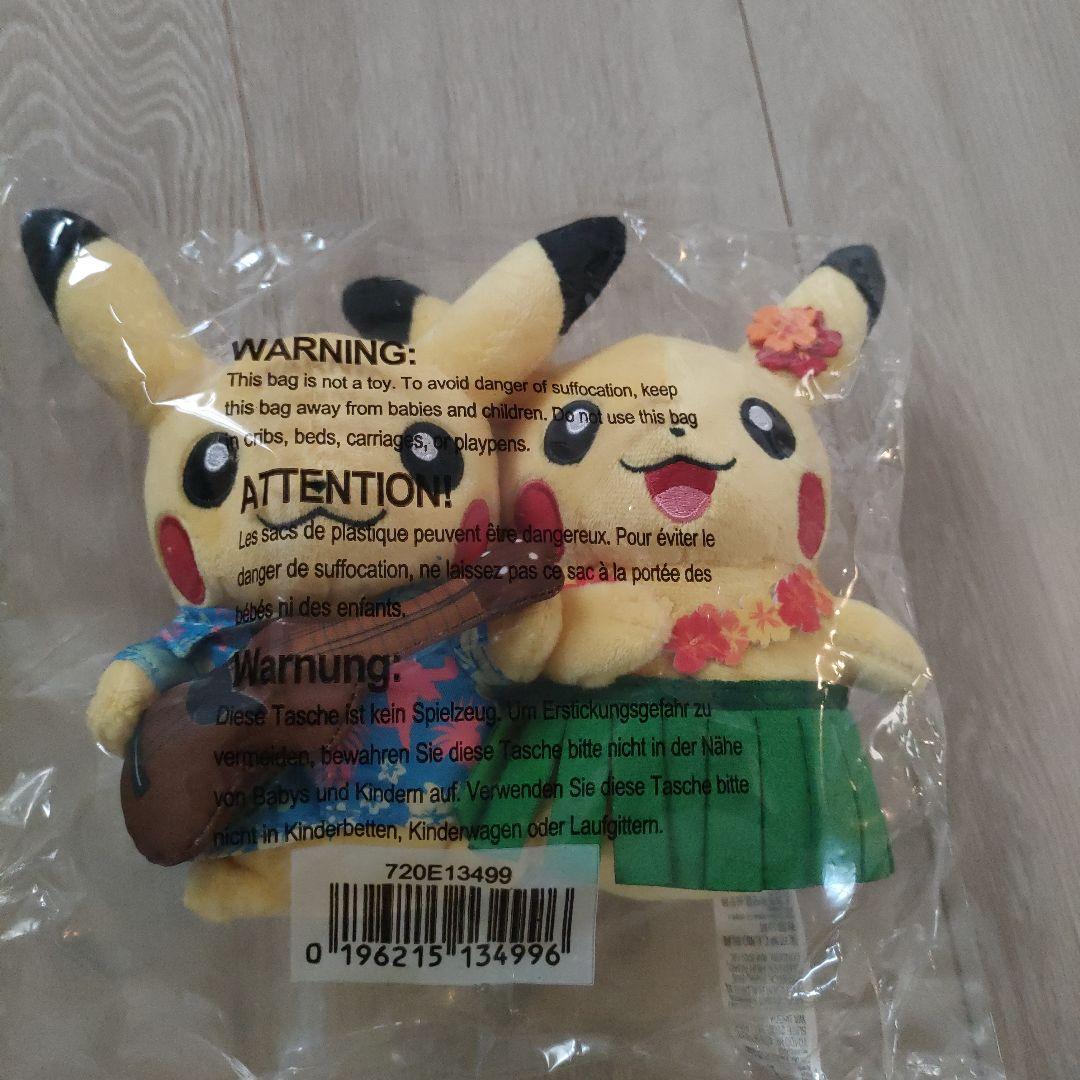 WARNING:
This bag is not a toy. To avoid danger of suffocation, keep
this bag away from babies and children. Do not use this bag
in cribs, beds, carriages, or playpens.
ATTENTION!
Les sacs de plastique peuvent être dangereux. Pour éviter le
danger de suffocation, ne laissez pas ce sac à la portée des
bébés ni des enfants.
Warnung:
Diese Tasche ist kein Spielzeug. Um Erstickungsgefahr zu
vermeiden, bewahren Sie diese Tasche bitte nicht in der Nähe
von Babys und Kindern auf. Verwenden Sie diese Tasche bitte
nicht in Kinderbetten, Kinderwagen oder Laufgittern.
720E13499
0 196215 134996